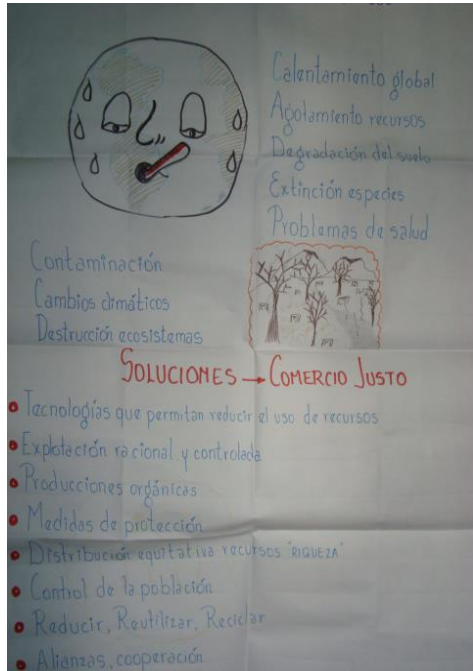 Calentamiento global
Agotamiento recursos
Degradación del suelo
Extinción especies
Problemas de salud
Contaminación
Cambios climáticos
Destrucción ecosistemas
SOLUCIONES → COMERCIO JUSTO
• Tecnologías que permitan reducir el uso de recursos
• Explotación racional y controlada
• Producciones orgánicas
• Medidas de protección
• Distribución equitativa recursos "RIQUEZA"
• Control de la población
• Reducir, Reutilizar, Reciclar
• Alianzas, cooperación